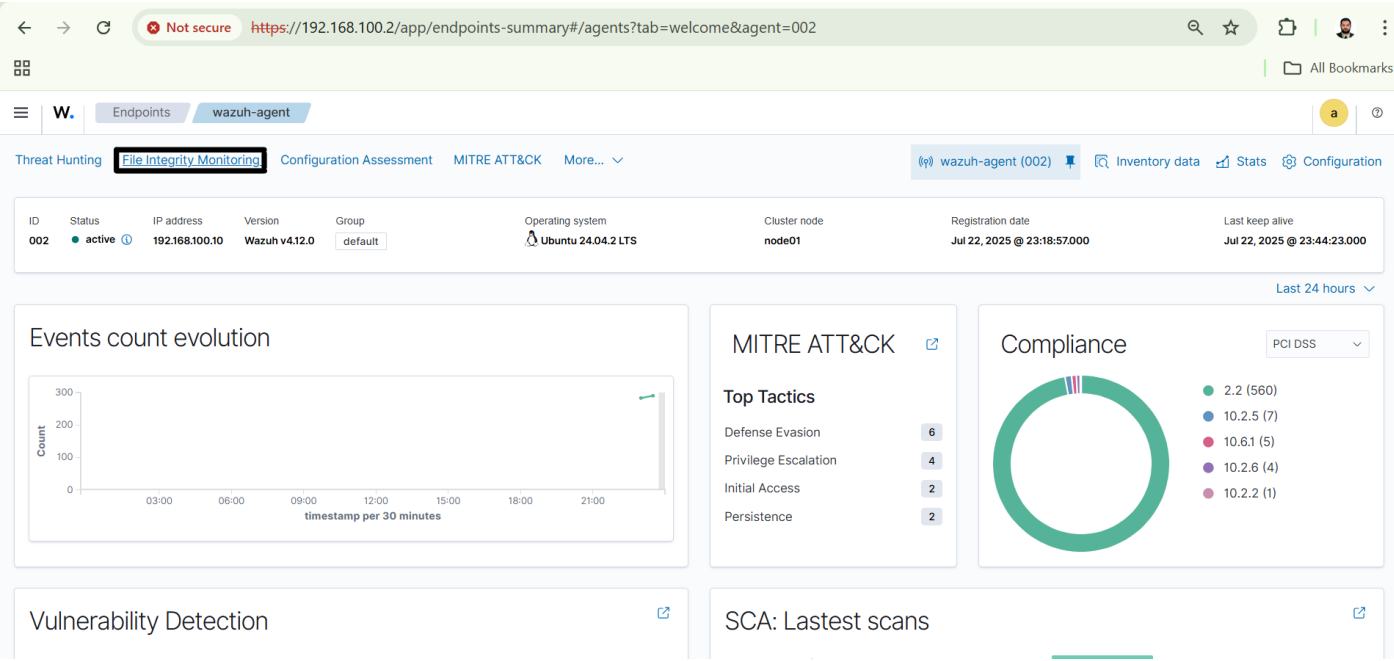 Not secure https://192.168.100.2/app/endpoints-summary#/agents?tab=welcome&agent=002
All Bookmarks
W. Endpoints wazuh-agent a
Threat Hunting File Integrity Monitoring Configuration Assessment MITRE ATT&CK More... wazuh-agent (002) Inventory data Stats Configuration
ID Status IP address Version Group Operating system Cluster node Registration date Last keep alive
002 active 192.168.100.10 Wazuh v4.12.0 default Ubuntu 24.04.2 LTS node01 Jul 22, 2025 @ 23:18:57.000 Jul 22, 2025 @ 23:44:23.000
Last 24 hours
Events count evolution
300
200
100
0
Count
03:00 06:00 09:00 12:00 15:00 18:00 21:00
timestamp per 30 minutes
MITRE ATT&CK
Top Tactics
Defense Evasion 6
Privilege Escalation 4
Initial Access 2
Persistence 2
Compliance PCI DSS
2.2 (560)
10.2.5 (7)
10.6.1 (5)
10.2.6 (4)
10.2.2 (1)
Vulnerability Detection
SCA: Lastest scans